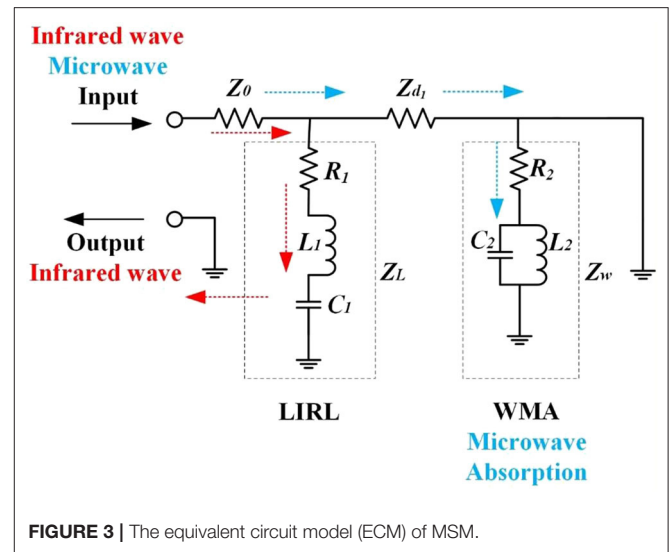 Infrared wave
Microwave
Input
Z0
Zd1
R1
R2
Output
Infrared wave
L1
ZL
C2
L2
Zw
C1
LIRL
WMA
Microwave
Absorption
FIGURE 3 | The equivalent circuit model (ECM) of MSM.